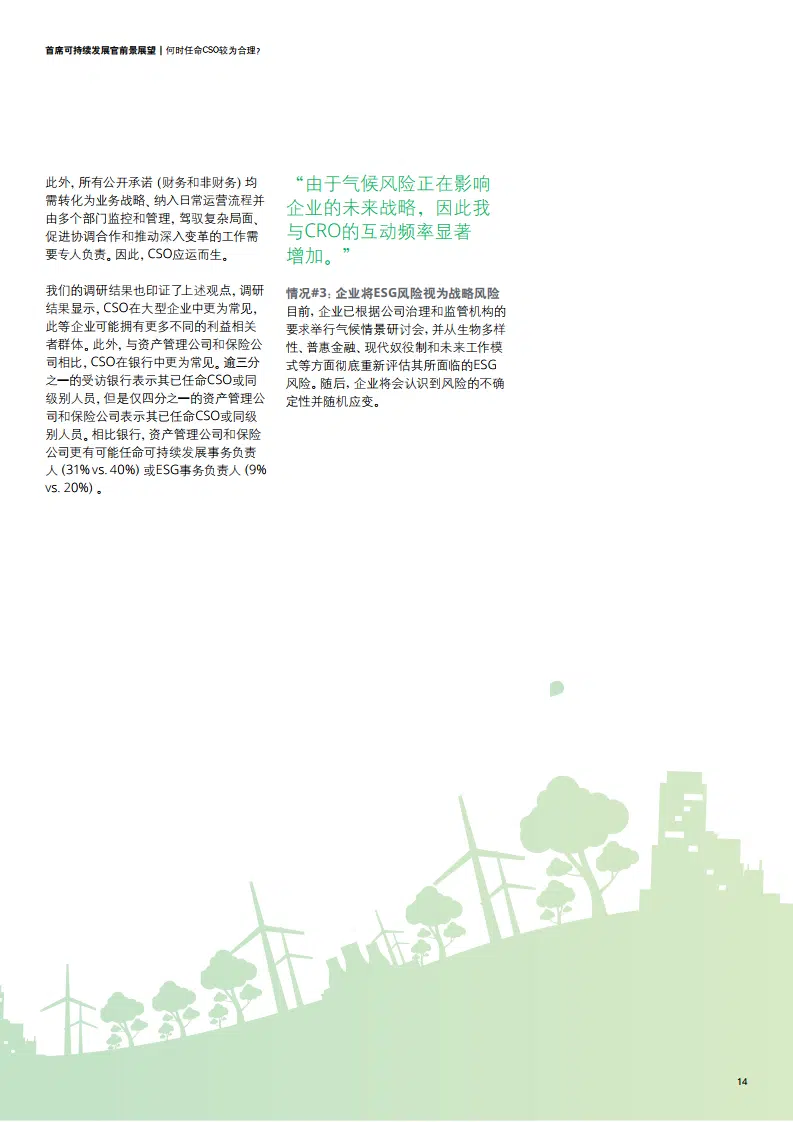 首席可持续发展官前景展望 | 何时任命CSO较为合理？
此外，所有公开承诺（财务和非财务）均
需转化为业务战略、纳入日常运营流程并
由多个部门监控和管理，驾驭复杂局面、
促进协调合作和推动深入变革的工作需
要专人负责。因此，CSO应运而生。
我们的调研结果也印证了上述观点，调研
结果显示，CSO在大型企业中更为常见，
此等企业可能拥有更多不同的利益相关
者群体。此外，与资产管理公司和保险公
司相比，CSO在银行中更为常见。逾三分
之一的受访银行表示其已任命CSO或同
级别人员，但是仅四分之一的资产管理公
司和保险公司表示其已任命CSO或同级
别人员。相比银行，资产管理公司和保险
公司更有可能任命可持续发展事务负责
人（31% vs. 40%）或ESG事务负责人（9%
vs. 20%）。
“由于气候风险正在影响
企业的未来战略，因此我
与CRO的互动频率显著
增加。”
情况#3：企业将ESG风险视为战略风险
目前，企业已根据公司治理和监管机构的
要求举行气候情景研讨会，并从生物多样
性、普惠金融、现代奴役制和未来工作模
式等方面彻底重新评估其所面临的ESG
风险。随后，企业将会认识到风险的不确
定性并随机应变。
14